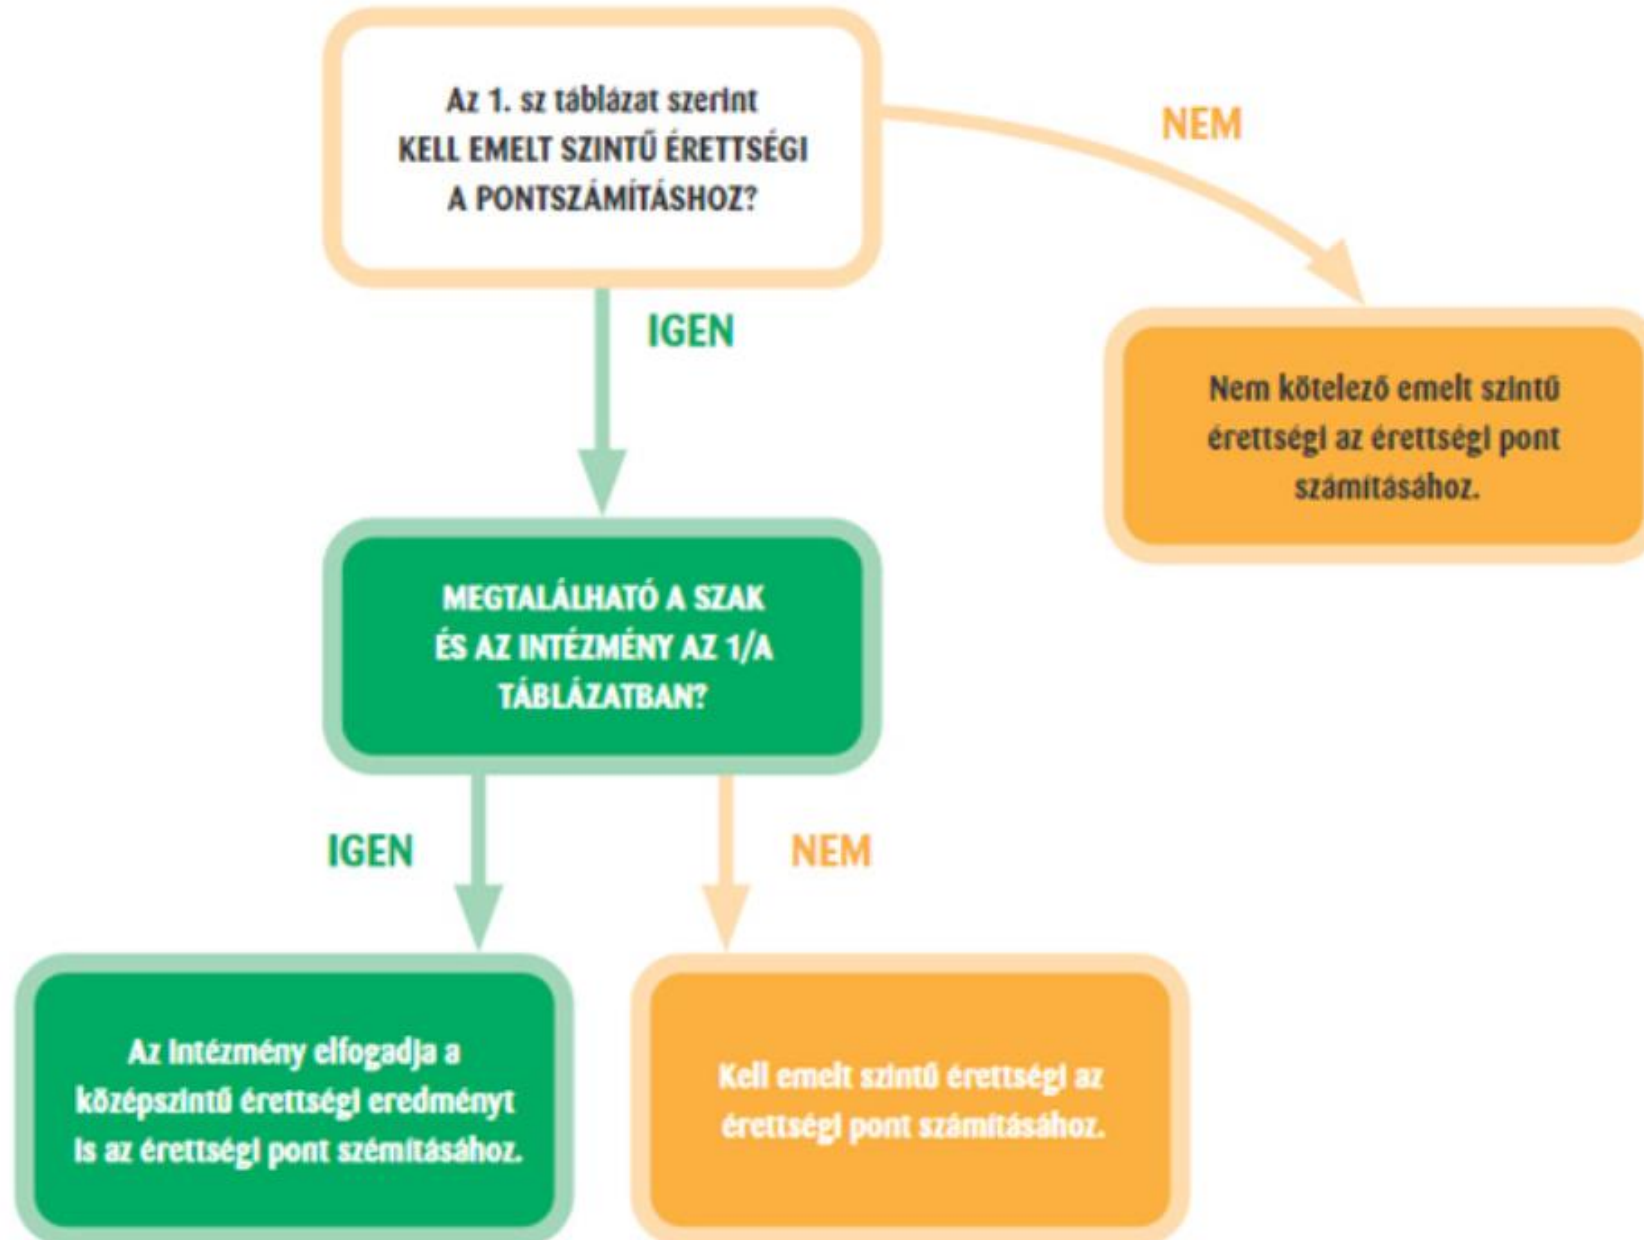 Az 1. sz táblázat szerint
KELL EMELT SZINTŰ ÉRETTSÉGI
A PONTSZÁMÍTÁSHOZ?
NEM
IGEN
Nem kötelező emelt szintű
érettségi az érettségi pont
számításához.
MEGTALÁLHATÓ A SZAK
ÉS AZ INTÉZMÉNY AZ 1/A
TÁBLÁZATBAN?
IGEN
NEM
Az intézmény elfogadja a
középszintű érettségi eredményt
is az érettségi pont szémításához.
Kell emelt szintű érettségi az
érettségi pont számításához.